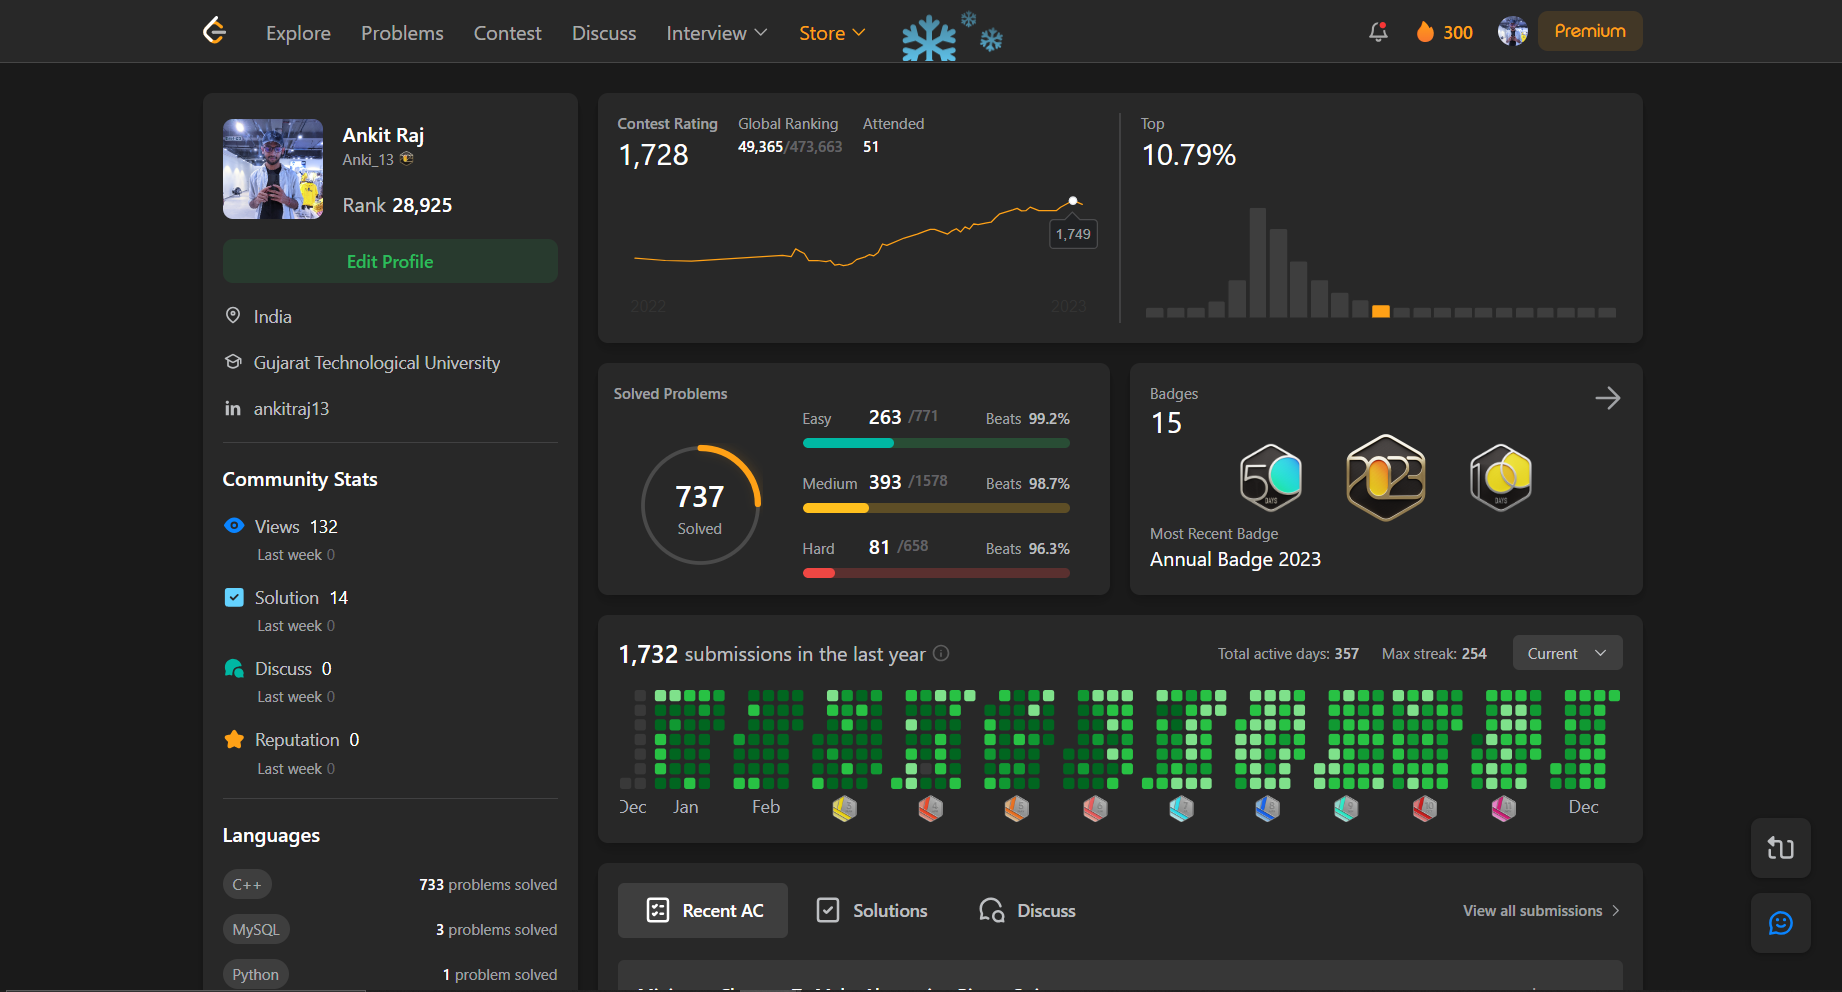 Explore Problems Contest Discuss Interview Store 300 Premium
Ankit Raj
Anki_13
Rank 28,925
Edit Profile
India
Gujarat Technological University
in ankitraj13
Community Stats
Views 132
Last week 0
Solution 14
Last week 0
Discuss 0
Last week 0
Reputation 0
Last week 0
Languages
C++ 733 problems solved
MySQL 3 problems solved
Python 1 problem solved
Contest Rating Global Ranking Attended
1,728 49,365/473,663 51
1,749
2022 2023
Top
10.79%
Solved Problems
737
Solved
Easy 263 /771 Beats 99.2%
Medium 393 /1578 Beats 98.7%
Hard 81 /658 Beats 96.3%
Badges
15
50 DAYS
2023
100 DAYS
Most Recent Badge
Annual Badge 2023
1,732 submissions in the last year Total active days: 357 Max streak: 254 Current
Dec Jan Feb Dec
Recent AC Solutions Discuss View all submissions